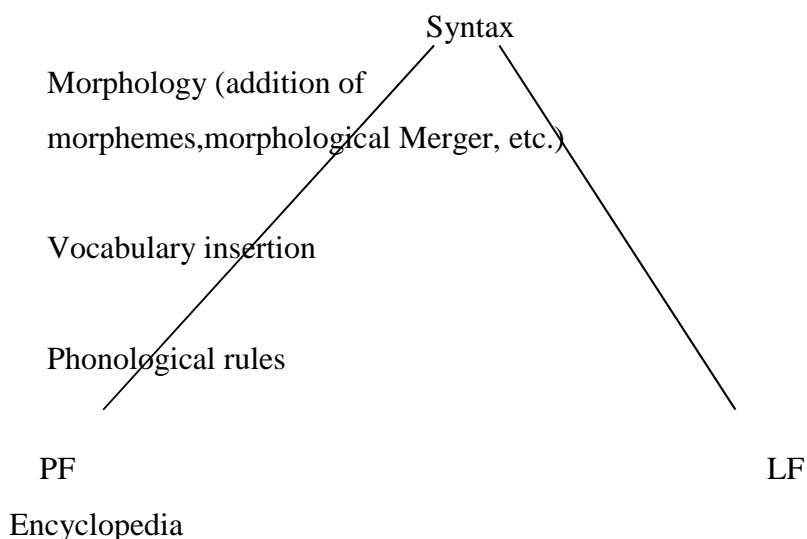 Syntax
Morphology (addition of
morphemes,morphological Merger, etc.)
Vocabulary insertion
Phonological rules
PF LF
Encyclopedia